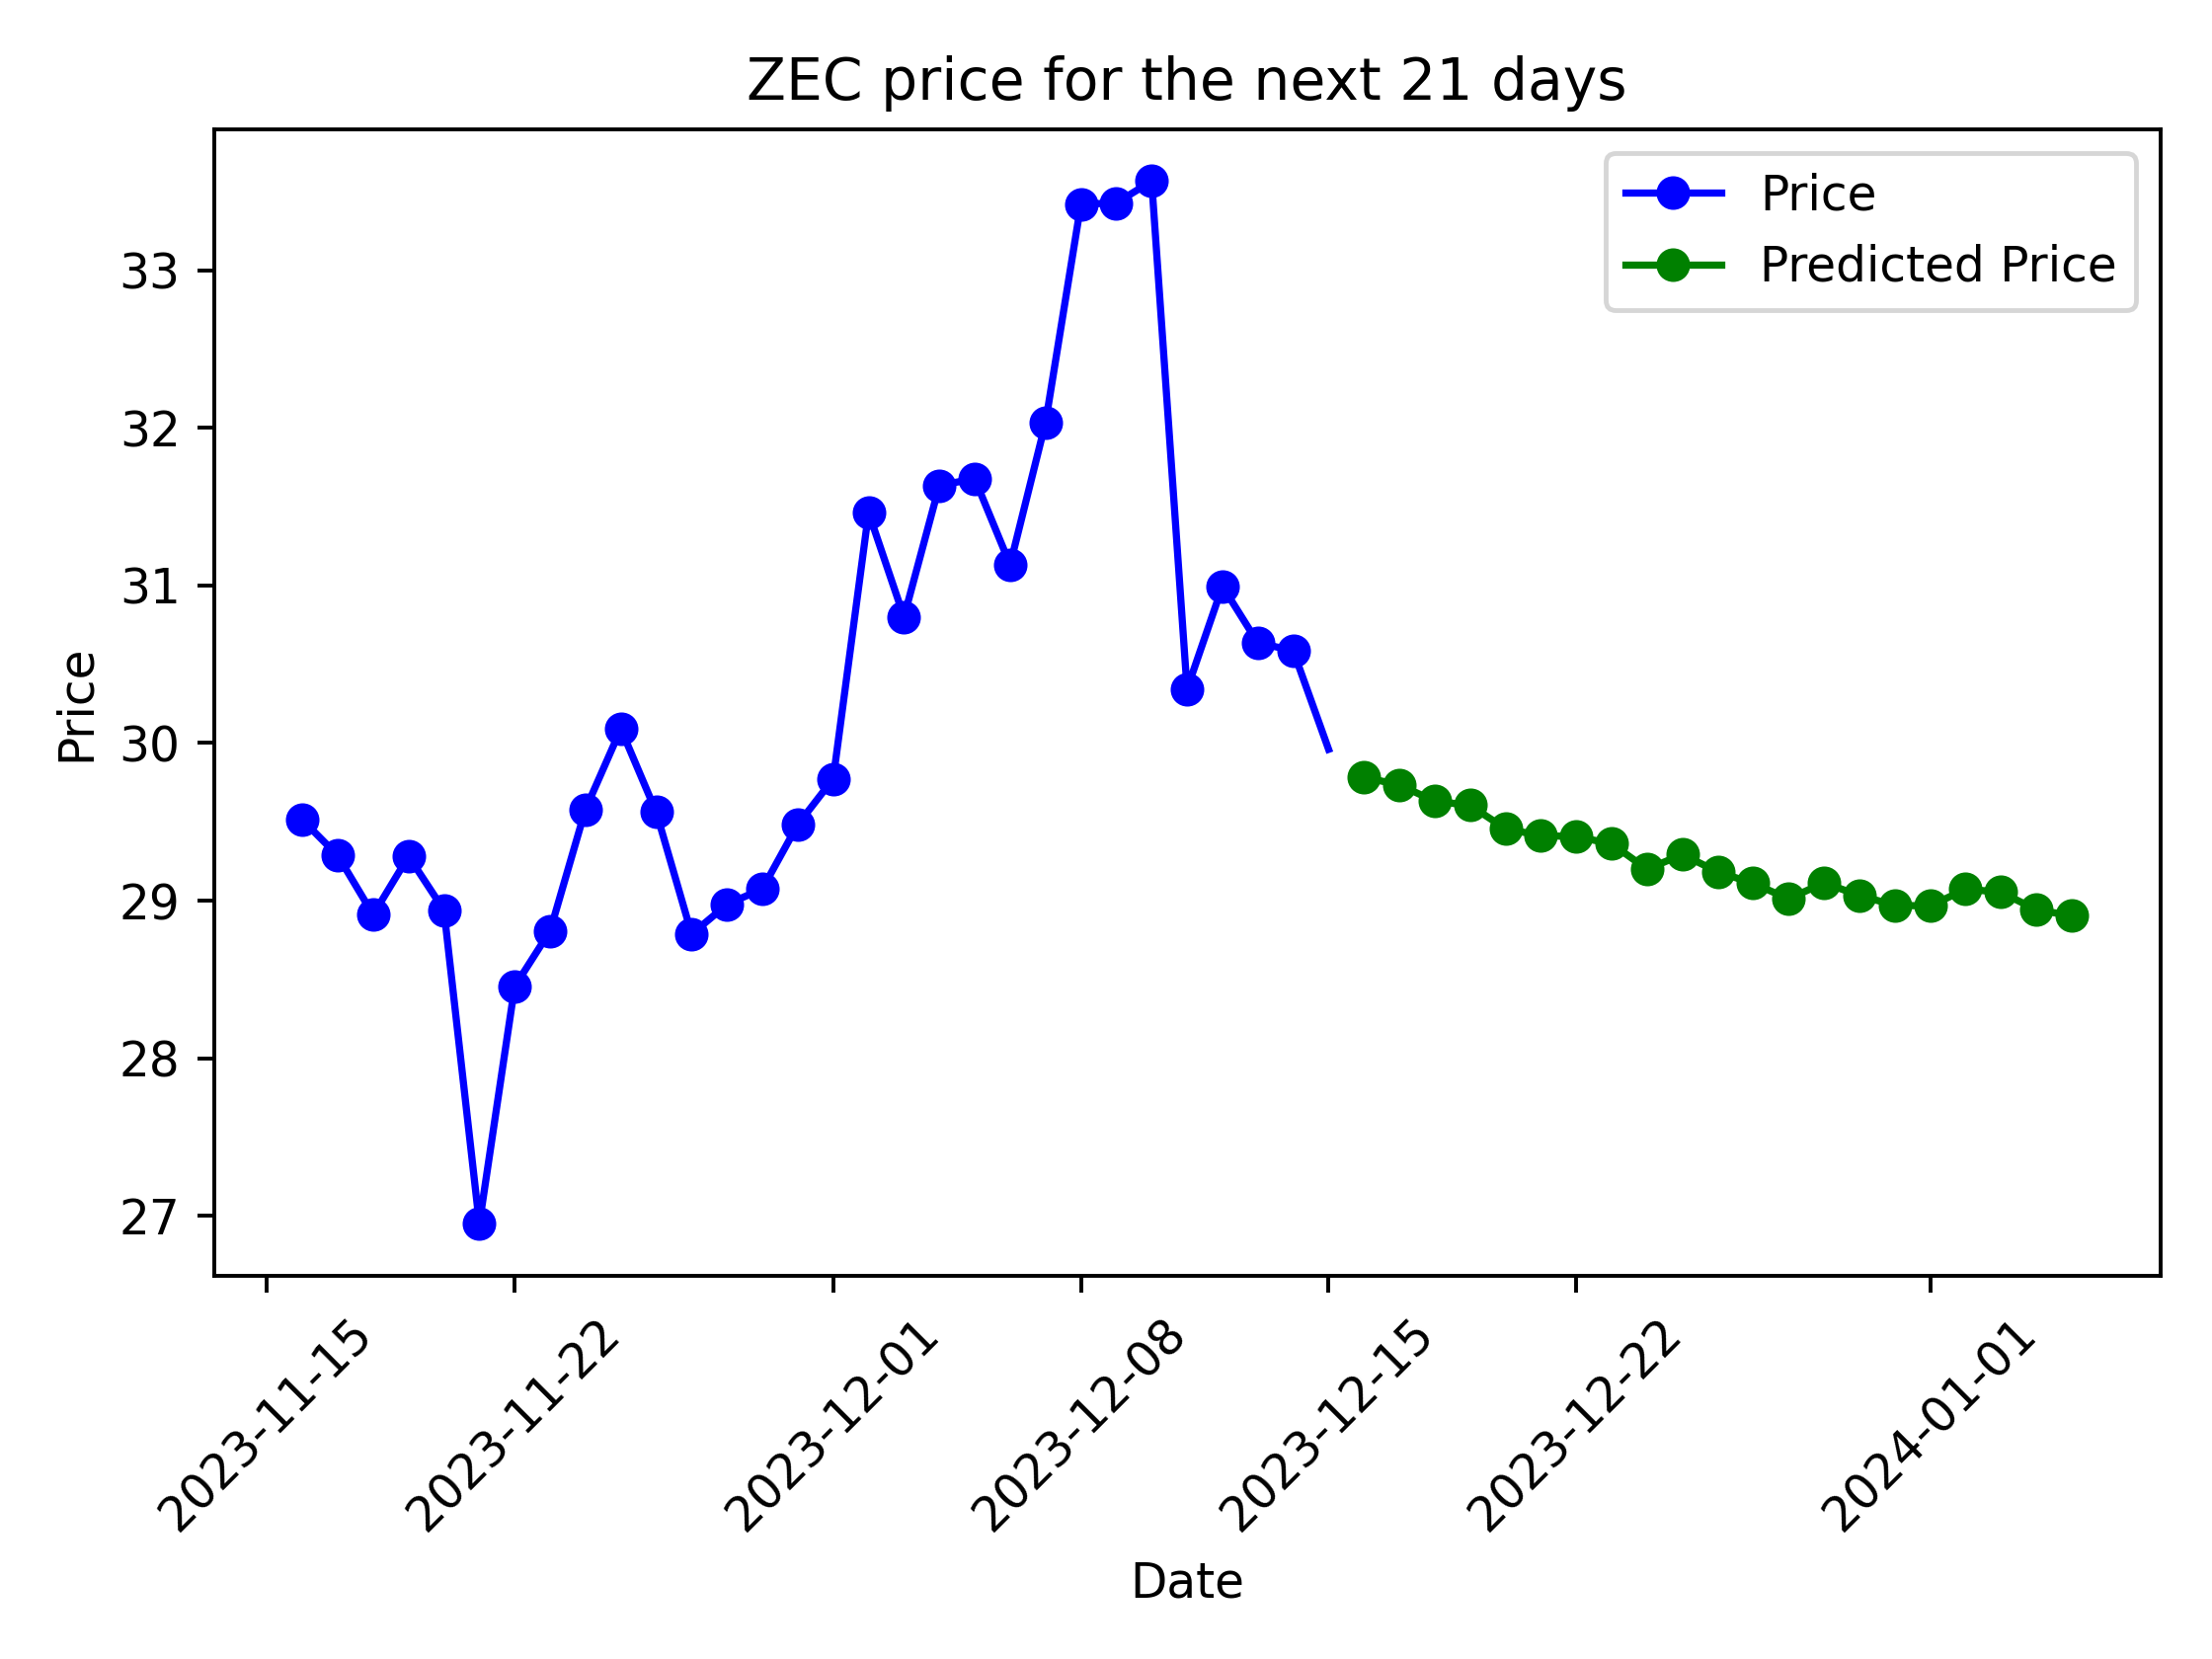 ZEC price for the next 21 days
Price
Predicted Price
33
32
31
30
29
28
27
Price
2023-11-15
2023-11-22
2023-12-01
2023-12-08
2023-12-15
2023-12-22
2024-01-01
Date